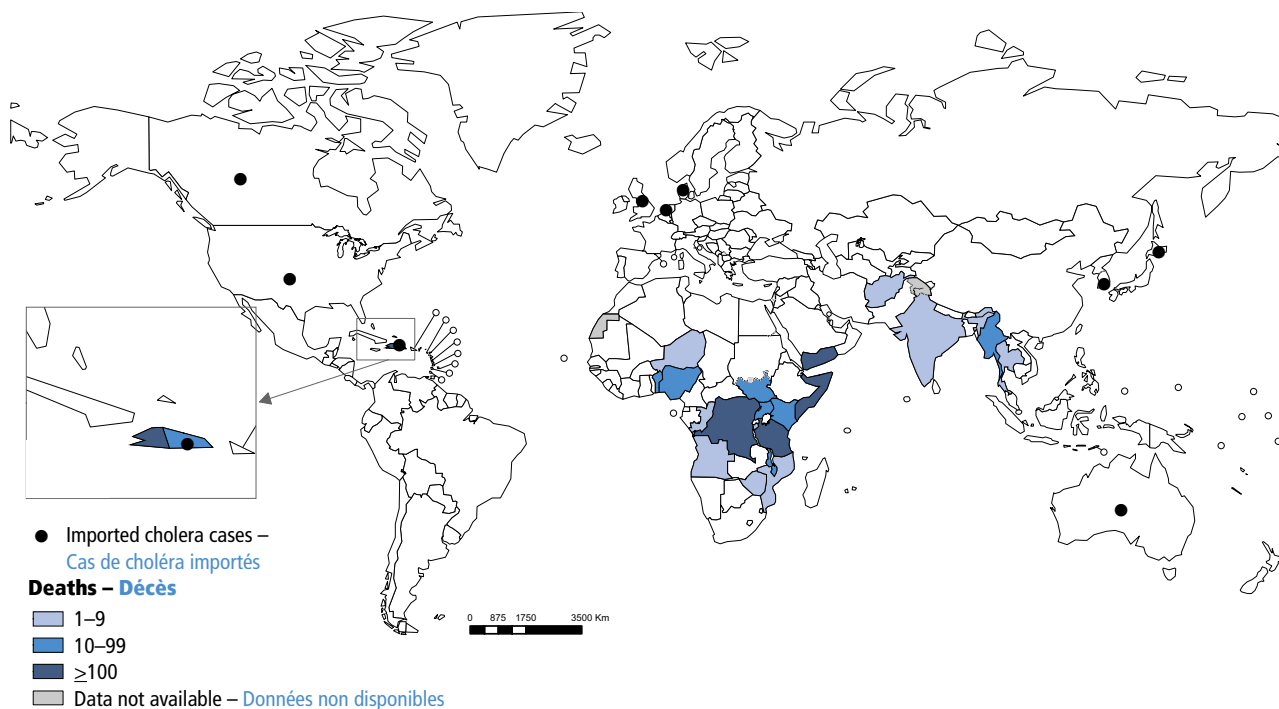 Imported cholera cases –
Cas de choléra importés
Deaths – Décès
1–9
10–99
≥100
Data not available – Données non disponibles
0 875 1750 3500 Km